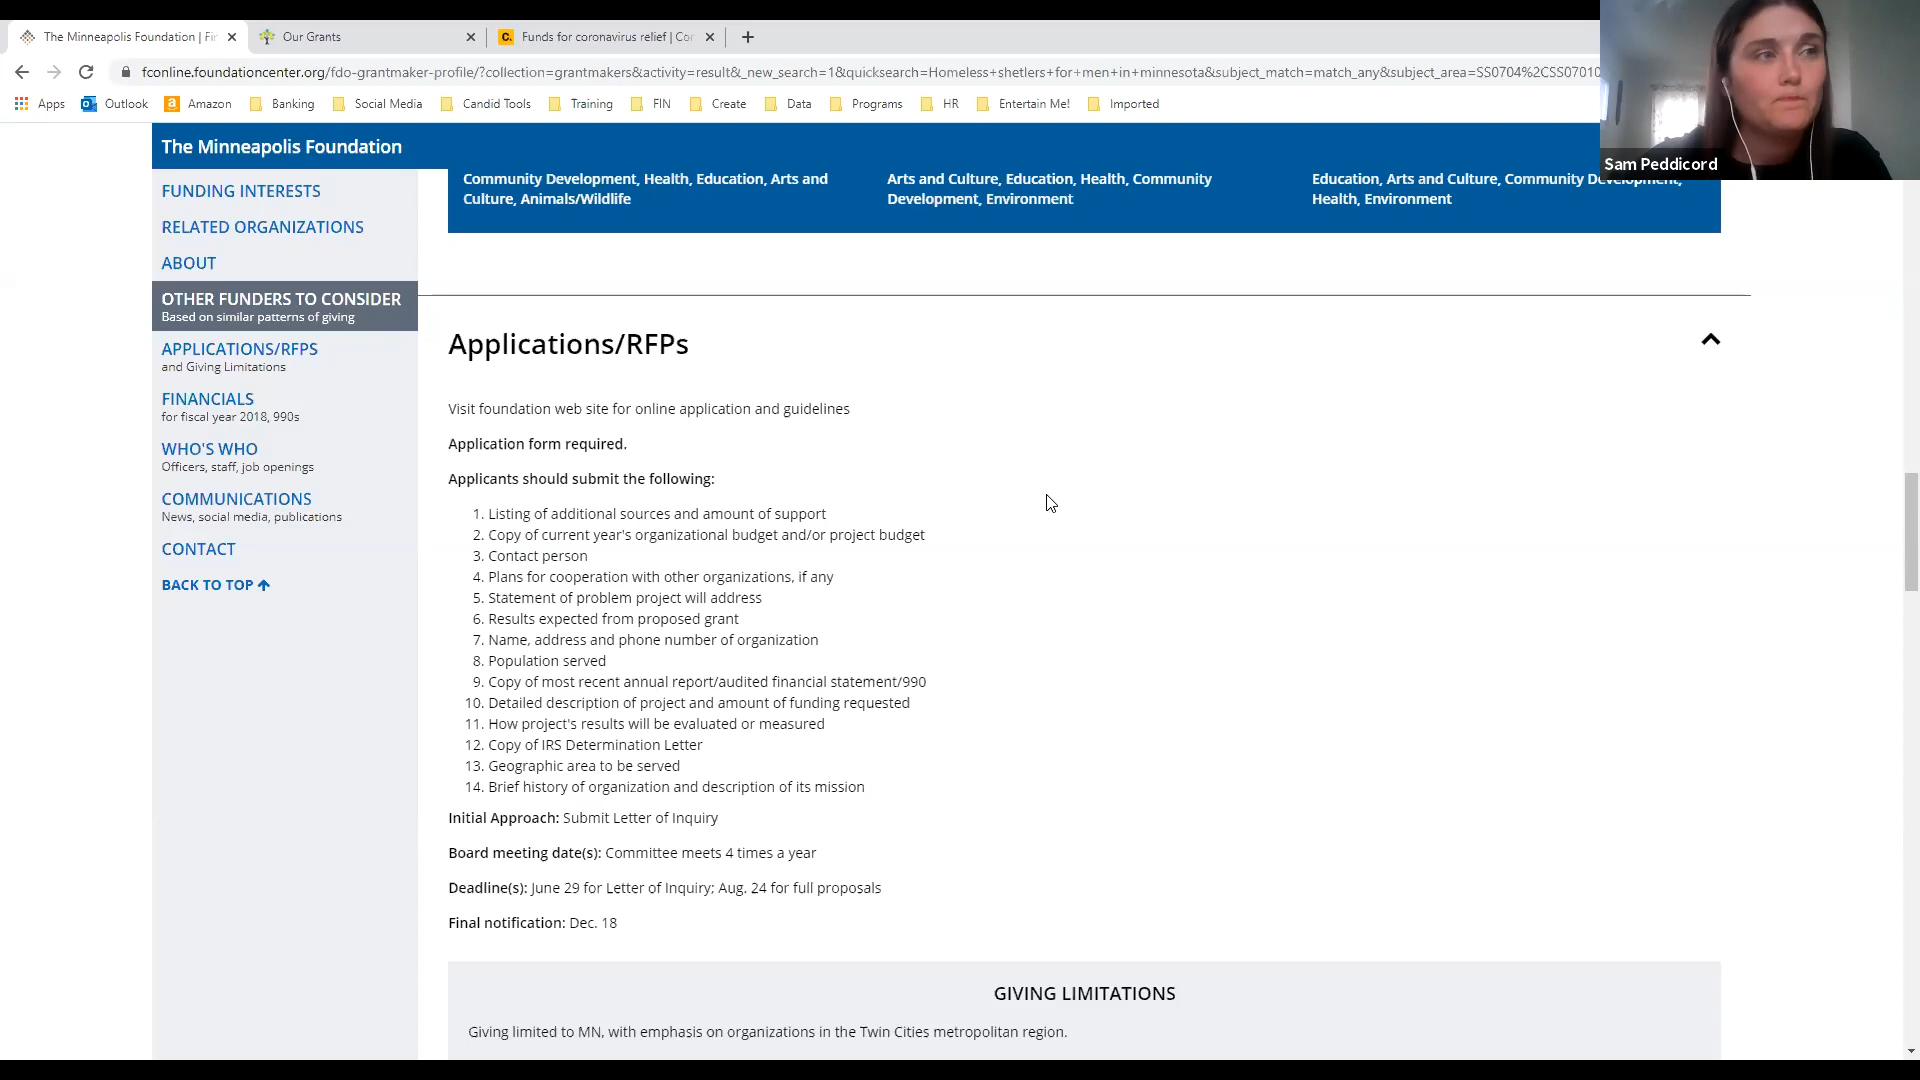 The Minneapolis Foundation | Fin
Our Grants
Funds for coronavirus relief | Cor
fconline.foundationcenter.org/fdo-grantmaker-profile/?collection=grantmakers&activity=result&_new_search=1&quicksearch=Homeless+shetlers+for+men+in+minnesota&subject_match=match_any&subject_area=SS0704%2CSS07010
Apps
Outlook
Amazon
Banking
Social Media
Candid Tools
Training
FIN
Create
Data
Programs
HR
Entertain Me!
Imported
Sam Peddicord
The Minneapolis Foundation
FUNDING INTERESTS
RELATED ORGANIZATIONS
ABOUT
OTHER FUNDERS TO CONSIDER
Based on similar patterns of giving
APPLICATIONS/RFPS
and Giving Limitations
FINANCIALS
for fiscal year 2018, 990s
WHO'S WHO
Officers, staff, job openings
COMMUNICATIONS
News, social media, publications
CONTACT
BACK TO TOP
Community Development, Health, Education, Arts and
Culture, Animals/Wildlife
Arts and Culture, Education, Health, Community
Development, Environment
Education, Arts and Culture, Community Development,
Health, Environment
Applications/RFPs
Visit foundation web site for online application and guidelines
Application form required.
Applicants should submit the following:
1. Listing of additional sources and amount of support
2. Copy of current year's organizational budget and/or project budget
3. Contact person
4. Plans for cooperation with other organizations, if any
5. Statement of problem project will address
6. Results expected from proposed grant
7. Name, address and phone number of organization
8. Population served
9. Copy of most recent annual report/audited financial statement/990
10. Detailed description of project and amount of funding requested
11. How project's results will be evaluated or measured
12. Copy of IRS Determination Letter
13. Geographic area to be served
14. Brief history of organization and description of its mission
Initial Approach: Submit Letter of Inquiry
Board meeting date(s): Committee meets 4 times a year
Deadline(s): June 29 for Letter of Inquiry; Aug. 24 for full proposals
Final notification: Dec. 18
GIVING LIMITATIONS
Giving limited to MN, with emphasis on organizations in the Twin Cities metropolitan region.